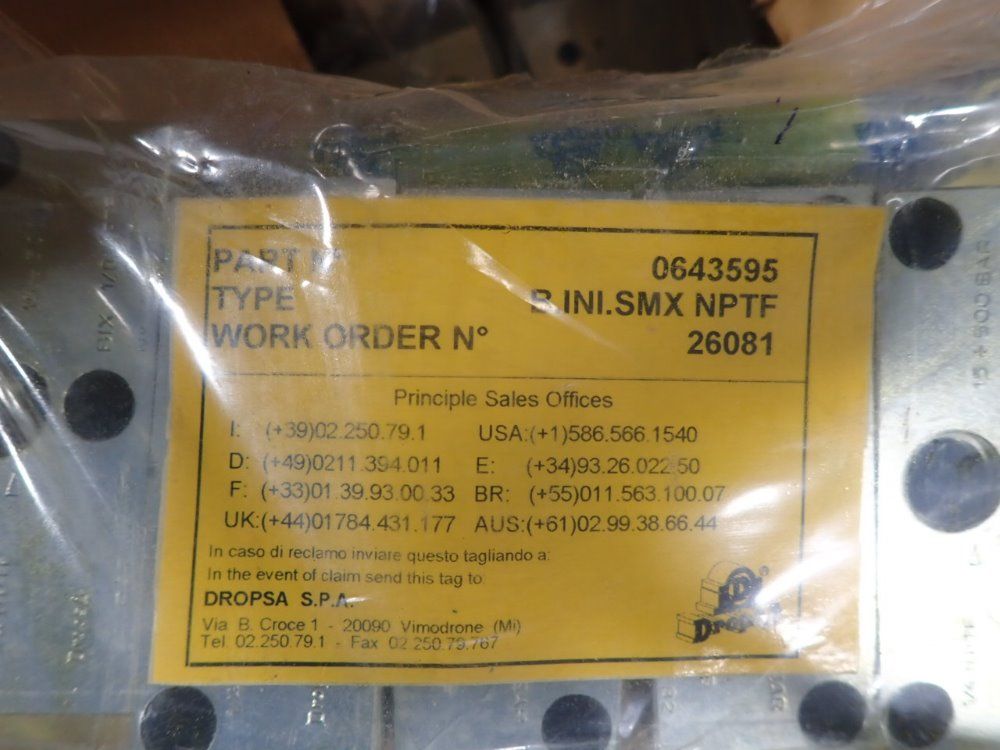 PART N° 0643595
TYPE B.INI.SMX NPTF
WORK ORDER N° 26081
Principle Sales Offices
I: (+39)02.250.79.1 USA:(+1)586.566.1540
D: (+49)0211.394.011 E: (+34)93.26.022.50
F: (+33)01.39.93.00.33 BR: (+55)011.563.100.07
UK:(+44)01784.431.177 AUS:(+61)02.99.38.66.44
In caso di reclamo inviare questo tagliando a:
In the event of claim send this tag to
DROPSA S.P.A.
Via B. Croce 1 - 20090 Vimodrone (Mi)
Tel. 02.250.79.1 - Fax 02.250.79.767
Dropsa
15÷600BAR